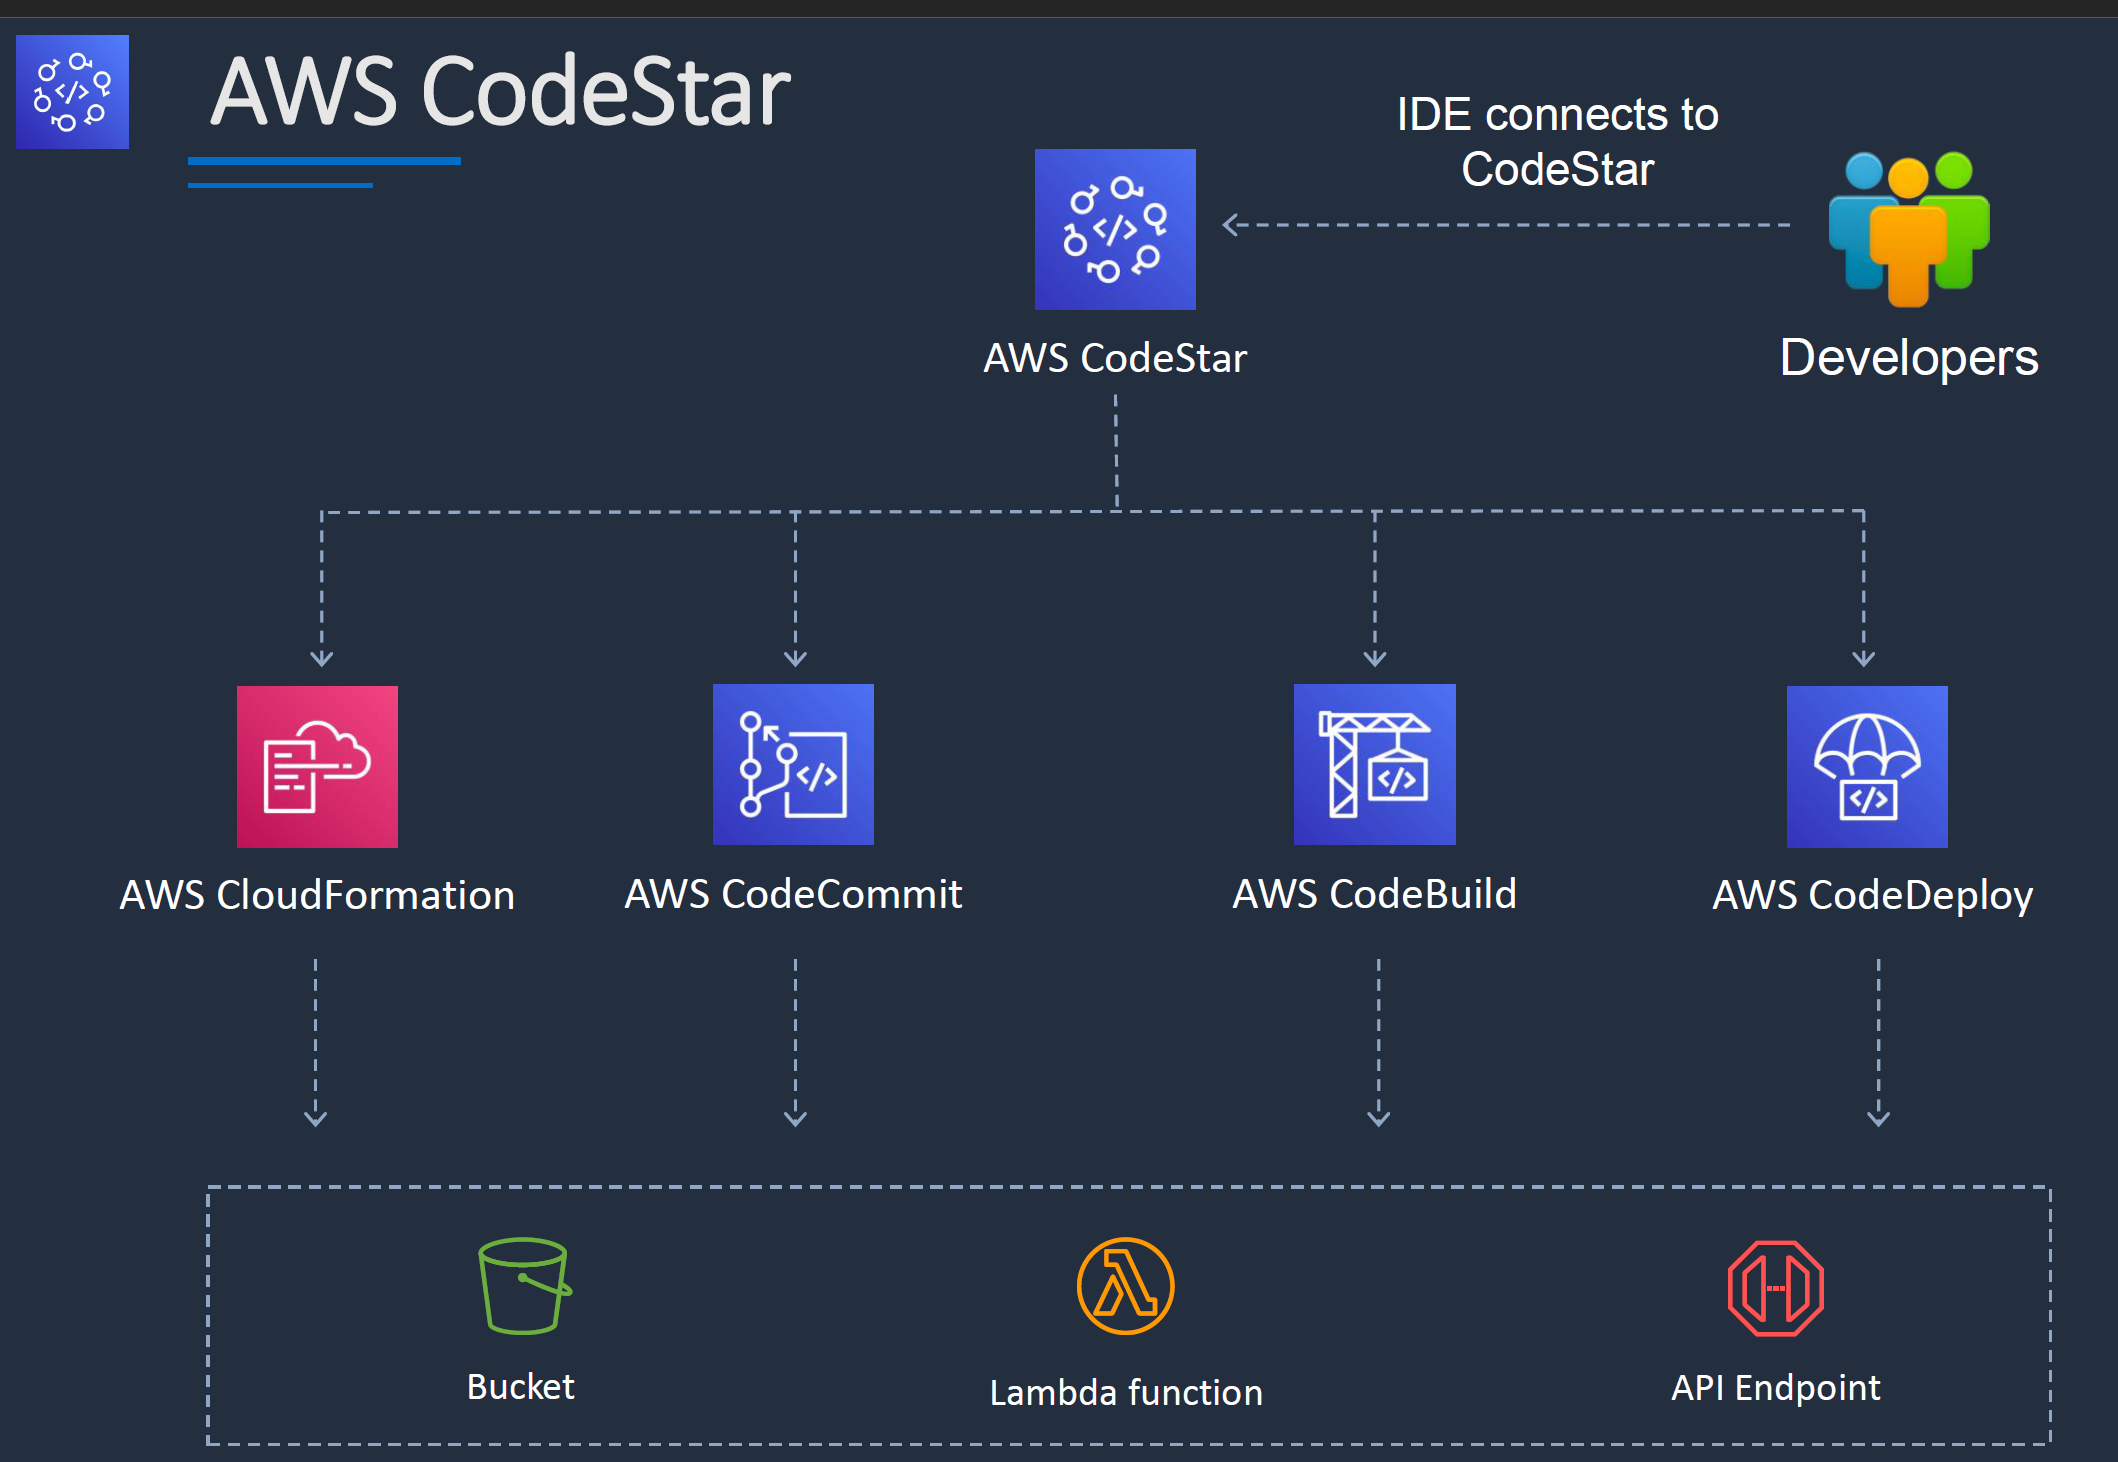 AWS CodeStar
IDE connects to
CodeStar
AWS CodeStar
Developers
AWS CloudFormation
AWS CodeCommit
AWS CodeBuild
AWS CodeDeploy
Bucket
Lambda function
API Endpoint